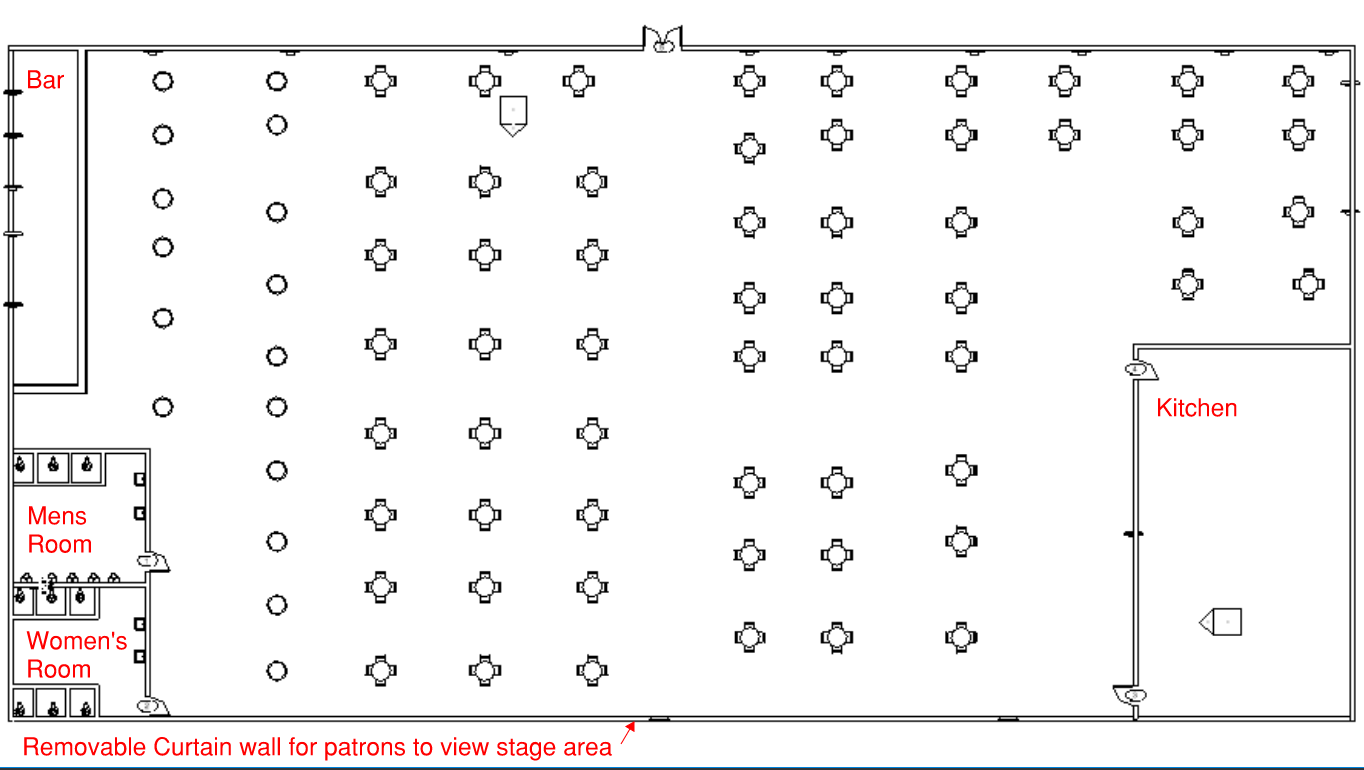 Bar
Kitchen
Mens
Room
Women's
Room
Removable Curtain wall for patrons to view stage area